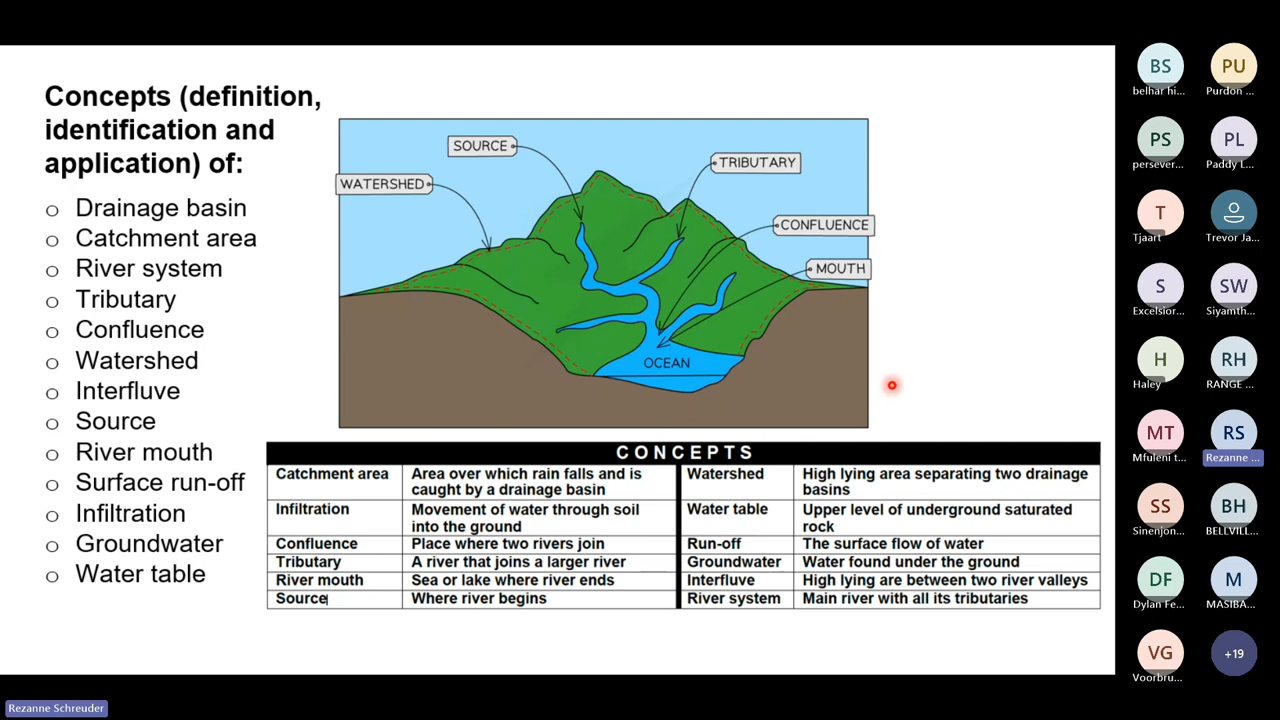 Concepts (definition,
identification and
application) of:
o Drainage basin
o Catchment area
o River system
o Tributary
o Confluence
o Watershed
o Interfluve
o Source
o River mouth
o Surface run-off
o Infiltration
o Groundwater
o Water table
SOURCE
TRIBUTARY
WATERSHED
CONFLUENCE
MOUTH
OCEAN
CONCEPTS
Catchment area
Area over which rain falls and is
caught by a drainage basin
Watershed
High lying area separating two drainage
basins
Infiltration
Movement of water through soil
into the ground
Water table
Upper level of underground saturated
rock
Confluence
Place where two rivers join
Run-off
The surface flow of water
Tributary
A river that joins a larger river
Groundwater
Water found under the ground
River mouth
Sea or lake where river ends
Interfluve
High lying are between two river valleys
Source
Where river begins
River system
Main river with all its tributaries
BS
belhar hi...
PU
Purdon ...
PS
persever...
PL
Paddy L...
T
Tjaart
Trevor Ja...
S
Excelsior...
SW
Siyamth...
H
Haley
RH
RANGE ...
MT
Mfuleni t...
RS
Rezanne ...
SS
Sinenjon...
BH
BELLVILL...
DF
Dylan Fe...
M
MASIBA...
VG
Voorbru...
+19
Rezanne Schreuder